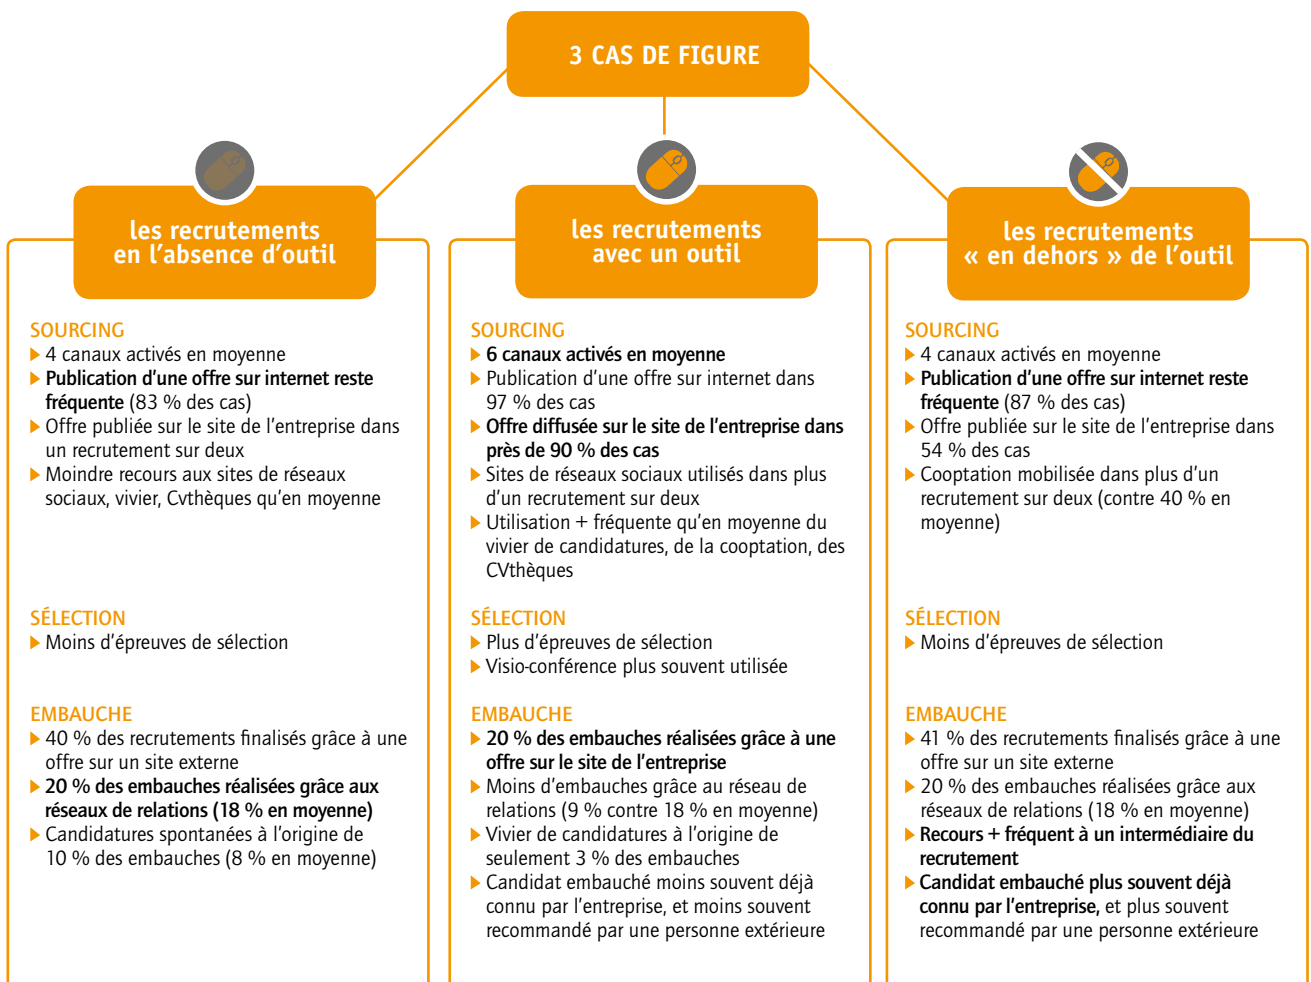 3 CAS DE FIGURE
les recrutements
en l’absence d’outil
SOURCING
4 canaux activés en moyenne
Publication d’une offre sur internet reste
fréquente (83 % des cas)
Offre publiée sur le site de l’entreprise dans
un recrutement sur deux
Moindre recours aux sites de réseaux
sociaux, vivier, Cvthèques qu’en moyenne
SÉLECTION
Moins d’épreuves de sélection
EMBAUCHE
40 % des recrutements finalisés grâce à une
offre sur un site externe
20 % des embauches réalisées grâce aux
réseaux de relations (18 % en moyenne)
Candidatures spontanées à l’origine de
10 % des embauches (8 % en moyenne)
les recrutements
avec un outil
SOURCING
6 canaux activés en moyenne
Publication d’une offre sur internet dans
97 % des cas
Offre diffusée sur le site de l’entreprise dans
près de 90 % des cas
Sites de réseaux sociaux utilisés dans plus
d’un recrutement sur deux
Utilisation + fréquente qu’en moyenne du
vivier de candidatures, de la cooptation, des
CVthèques
SÉLECTION
Plus d’épreuves de sélection
Visio-conférence plus souvent utilisée
EMBAUCHE
20 % des embauches réalisées grâce à une
offre sur le site de l’entreprise
Moins d’embauches grâce au réseau de
relations (9 % contre 18 % en moyenne)
Vivier de candidatures à l’origine de
seulement 3 % des embauches
Candidat embauché moins souvent déjà
connu par l’entreprise, et moins souvent
recommandé par une personne extérieure
les recrutements
« en dehors » de l’outil
SOURCING
4 canaux activés en moyenne
Publication d’une offre sur internet reste
fréquente (87 % des cas)
Offre publiée sur le site de l’entreprise dans
54 % des cas
Cooptation mobilisée dans plus d’un
recrutement sur deux (contre 40 % en
moyenne)
SÉLECTION
Moins d’épreuves de sélection
EMBAUCHE
41 % des recrutements finalisés grâce à une
offre sur un site externe
20 % des embauches réalisées grâce aux
réseaux de relations (18 % en moyenne)
Recours + fréquent à un intermédiaire du
recrutement
Candidat embauché plus souvent déjà
connu par l’entreprise, et plus souvent
recommandé par une personne extérieure